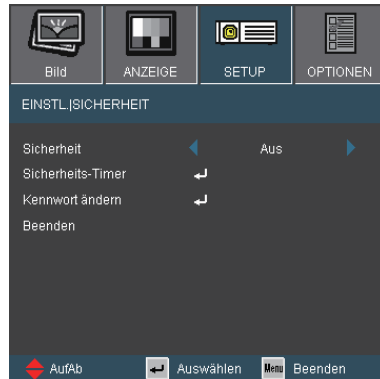 Bild ANZEIGE SETUP OPTIONEN
EINSTL.|SICHERHEIT
Sicherheit Aus
Sicherheits-Timer
Kennwort ändern
Beenden
AufAb Auswählen Menu Beenden